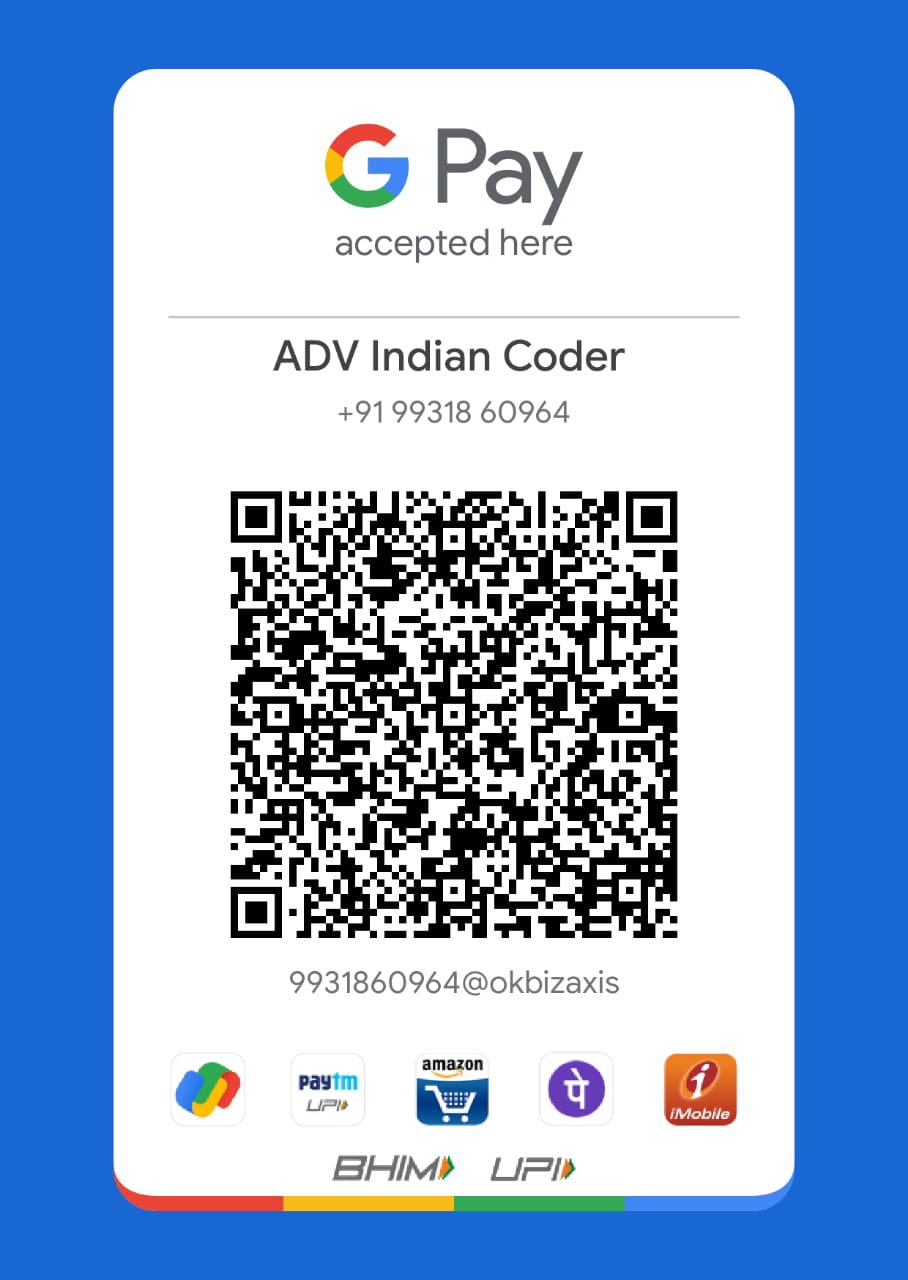 G Pay
accepted here
ADV Indian Coder
+91 99318 60964
9931860964@okbizaxis
paytm
UPI
amazon
पे
i
iMobile
BHIM UPI